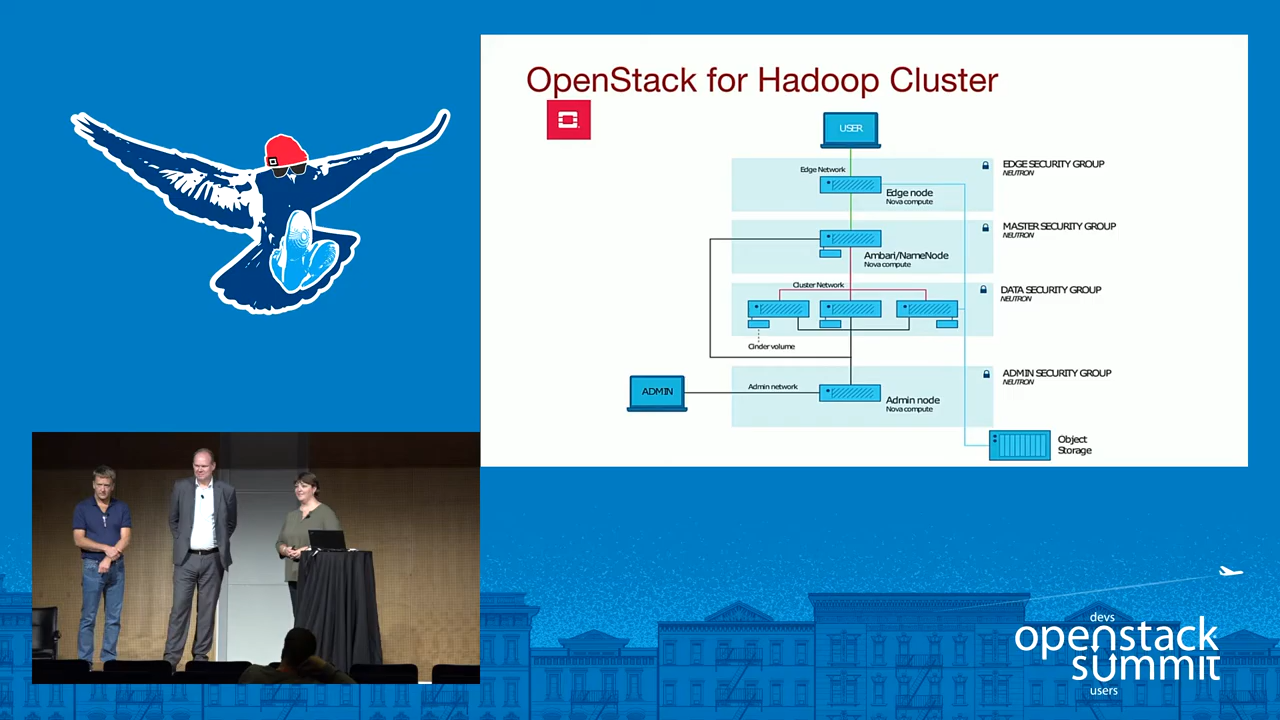 OpenStack for Hadoop Cluster
USER
Edge Network
EDGE SECURITY GROUP
NEUTRON
Edge node
Nova compute
MASTER SECURITY GROUP
NEUTRON
Ambari/NameNode
Nova compute
Cluster Network
DATA SECURITY GROUP
NEUTRON
Cinder volume
ADMIN
Admin network
ADMIN SECURITY GROUP
NEUTRON
Admin node
Nova compute
Object
Storage
devs
openstack
summit
users